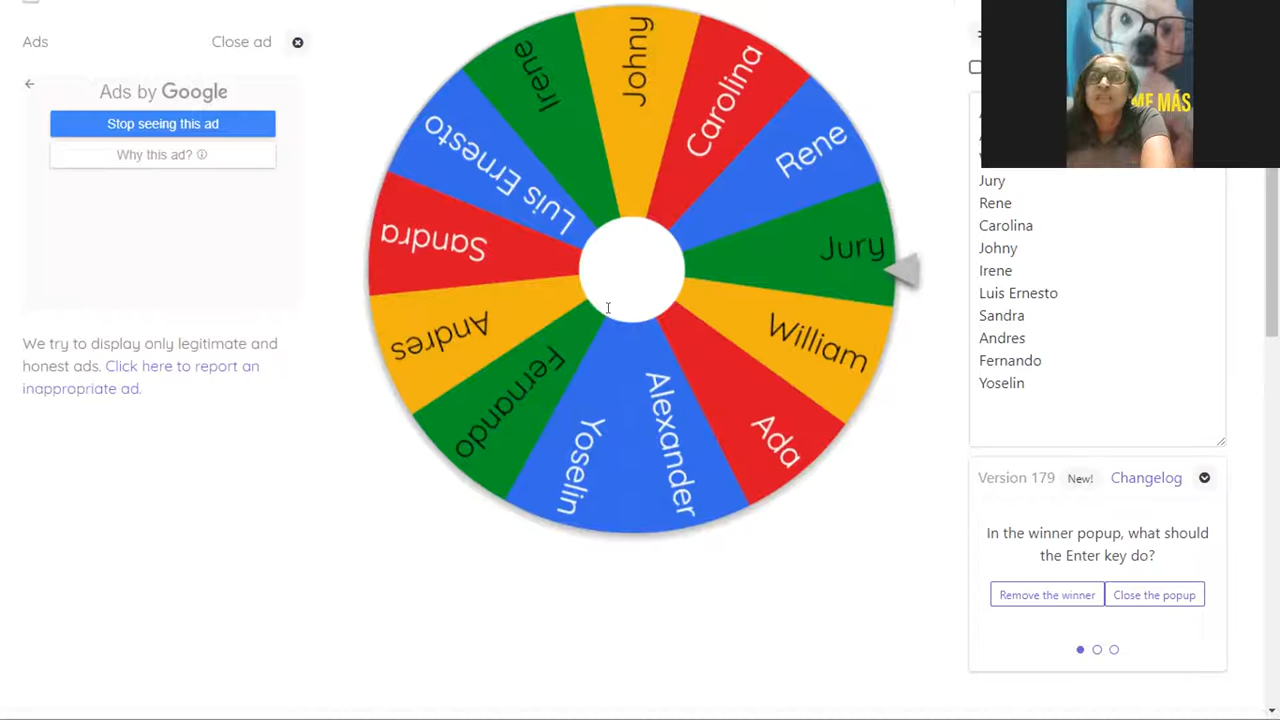 Ads
Close ad
Ads by Google
Stop seeing this ad
Why this ad?
We try to display only legitimate and
honest ads. Click here to report an
inappropriate ad.
Johny
Carolina
Rene
Jury
William
Ada
Alexander
Yoselin
Fernando
Andres
Sandra
Luis Ernesto
Irene
ME MÁS
Jury
Rene
Carolina
Johny
Irene
Luis Ernesto
Sandra
Andres
Fernando
Yoselin
Version 179 New! Changelog
In the winner popup, what should
the Enter key do?
Remove the winner
Close the popup